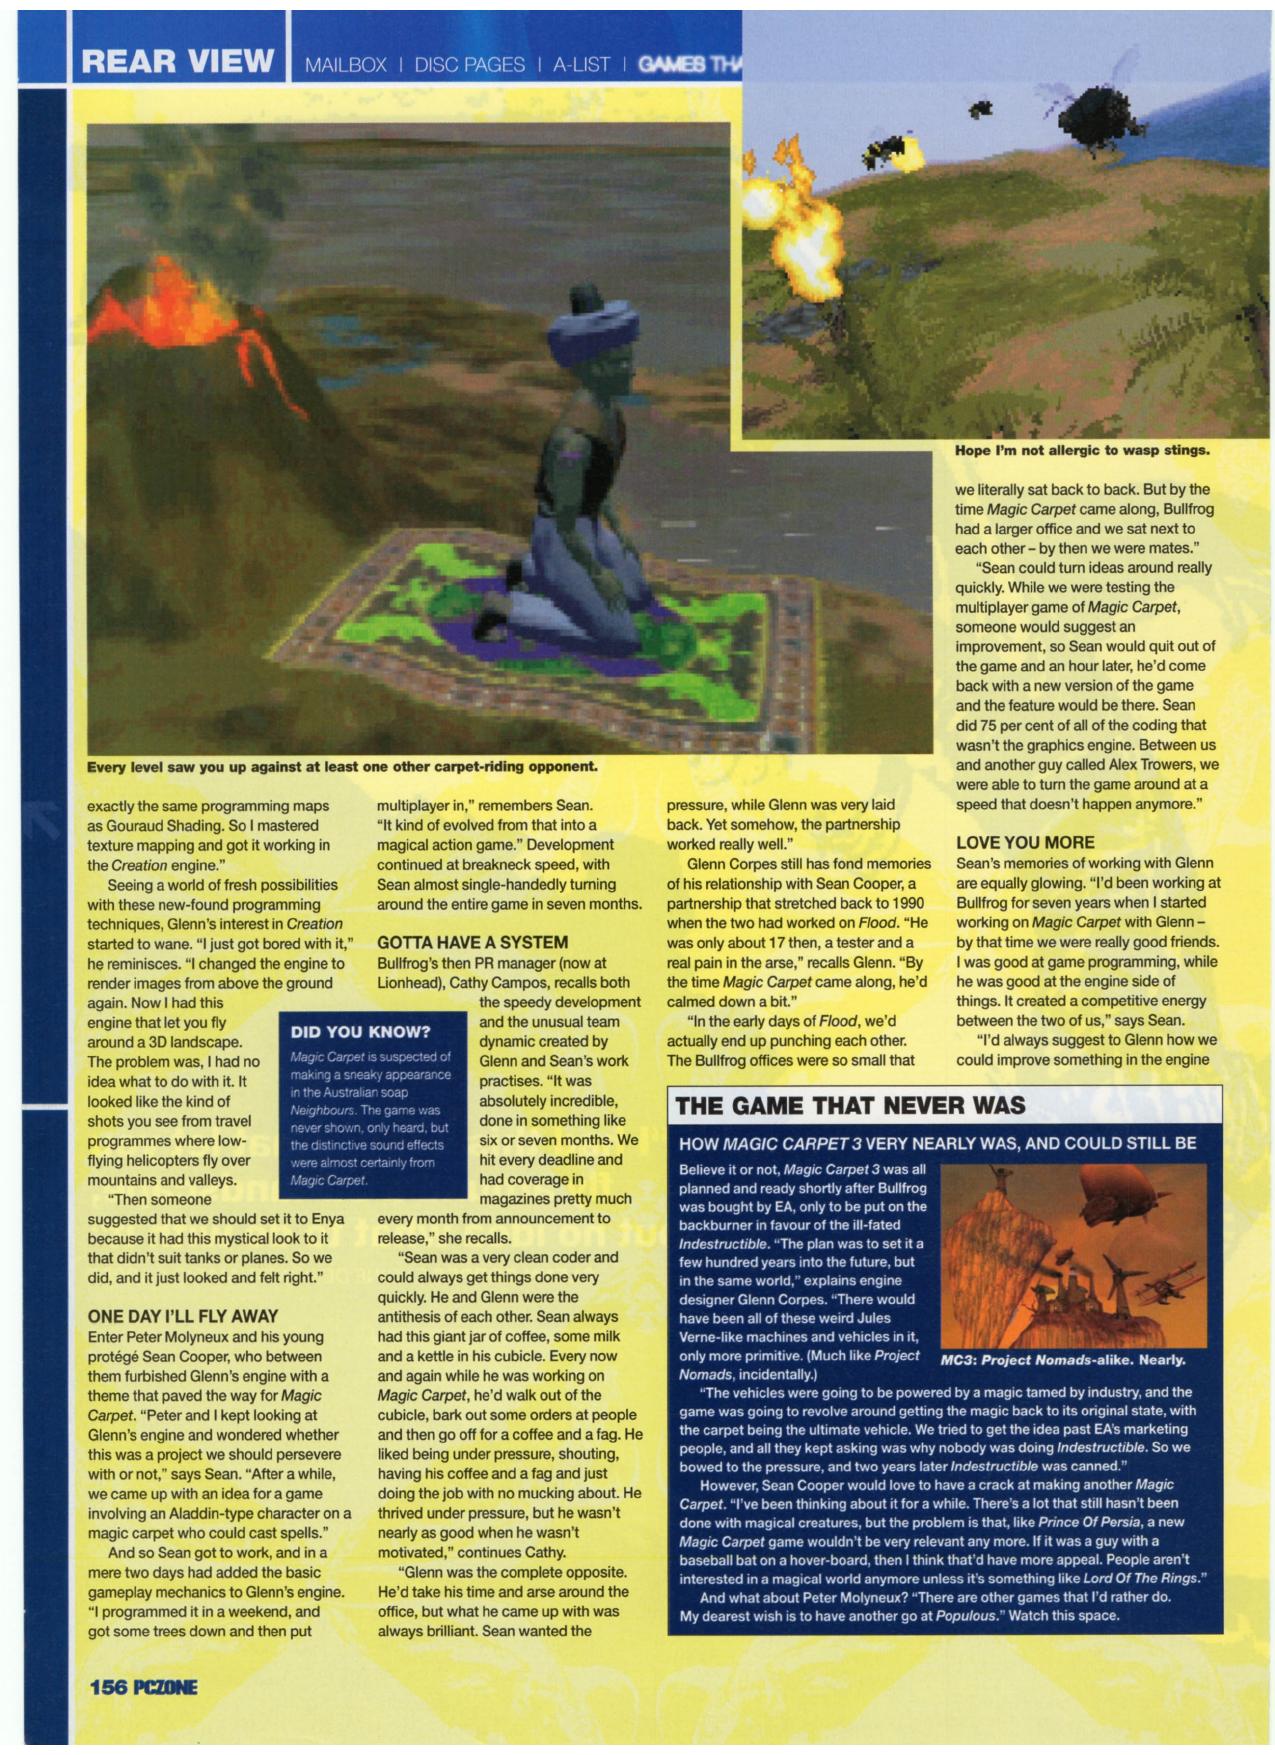 REAR VIEW
MAILBOX | DISC PAGES | A-LIST | GAMES THA
Hope I'm not allergic to wasp stings.
Every level saw you up against at least one other carpet-riding opponent.
exactly the same programming maps
as Gouraud Shading. So I mastered
texture mapping and got it working in
the Creation engine."
Seeing a world of fresh possibilities
with these new-found programming
techniques, Glenn's interest in Creation
started to wane. "I just got bored with it,"
he reminisces. "I changed the engine to
render images from above the ground
again. Now I had this
engine that let you fly
around a 3D landscape.
The problem was, I had no
idea what to do with it. It
looked like the kind of
shots you see from travel
programmes where low-
flying helicopters fly over
mountains and valleys.
"Then someone
suggested that we should set it to Enya
because it had this mystical look to it
that didn't suit tanks or planes. So we
did, and it just looked and felt right."
ONE DAY I'LL FLY AWAY
Enter Peter Molyneux and his young
protégé Sean Cooper, who between
them furbished Glenn's engine with a
theme that paved the way for Magic
Carpet. "Peter and I kept looking at
Glenn's engine and wondered whether
this was a project we should persevere
with or not," says Sean. "After a while,
we came up with an idea for a game
involving an Aladdin-type character on a
magic carpet who could cast spells."
And so Sean got to work, and in a
mere two days had added the basic
gameplay mechanics to Glenn's engine.
"I programmed it in a weekend, and
got some trees down and then put
multiplayer in," remembers Sean.
"It kind of evolved from that into a
magical action game." Development
continued at breakneck speed, with
Sean almost single-handedly turning
around the entire game in seven months.
GOTTA HAVE A SYSTEM
Bullfrog's then PR manager (now at
Lionhead), Cathy Campos, recalls both
the speedy development
and the unusual team
dynamic created by
Glenn and Sean's work
practises. "It was
absolutely incredible,
done in something like
six or seven months. We
hit every deadline and
had coverage in
magazines pretty much
every month from announcement to
release," she recalls.
"Sean was a very clean coder and
could always get things done very
quickly. He and Glenn were the
antithesis of each other. Sean always
had this giant jar of coffee, some milk
and a kettle in his cubicle. Every now
and again while he was working on
Magic Carpet, he'd walk out of the
cubicle, bark out some orders at people
and then go off for a coffee and a fag. He
liked being under pressure, shouting,
having his coffee and a fag and just
doing the job with no mucking about. He
thrived under pressure, but he wasn't
nearly as good when he wasn't
motivated," continues Cathy.
"Glenn was the complete opposite.
He'd take his time and arse around the
office, but what he came up with was
always brilliant. Sean wanted the
DID YOU KNOW?
Magic Carpet is suspected of
making a sneaky appearance
in the Australian soap
Neighbours. The game was
never shown, only heard, but
the distinctive sound effects
were almost certainly from
Magic Carpet.
pressure, while Glenn was very laid
back. Yet somehow, the partnership
worked really well."
Glenn Corpes still has fond memories
of his relationship with Sean Cooper, a
partnership that stretched back to 1990
when the two had worked on Flood. "He
was only about 17 then, a tester and a
real pain in the arse," recalls Glenn. "By
the time Magic Carpet came along, he'd
calmed down a bit."
"In the early days of Flood, we'd
actually end up punching each other.
The Bullfrog offices were so small that
we literally sat back to back. But by the
time Magic Carpet came along, Bullfrog
had a larger office and we sat next to
each other – by then we were mates."
"Sean could turn ideas around really
quickly. While we were testing the
multiplayer game of Magic Carpet,
someone would suggest an
improvement, so Sean would quit out of
the game and an hour later, he'd come
back with a new version of the game
and the feature would be there. Sean
did 75 per cent of all of the coding that
wasn't the graphics engine. Between us
and another guy called Alex Trowers, we
were able to turn the game around at a
speed that doesn't happen anymore."
LOVE YOU MORE
Sean's memories of working with Glenn
are equally glowing. "I'd been working at
Bullfrog for seven years when I started
working on Magic Carpet with Glenn –
by that time we were really good friends.
I was good at game programming, while
he was good at the engine side of
things. It created a competitive energy
between the two of us," says Sean.
"I'd always suggest to Glenn how we
could improve something in the engine
THE GAME THAT NEVER WAS
HOW MAGIC CARPET 3 VERY NEARLY WAS, AND COULD STILL BE
Believe it or not, Magic Carpet 3 was all
planned and ready shortly after Bullfrog
was bought by EA, only to be put on the
backburner in favour of the ill-fated
Indestructible. "The plan was to set it a
few hundred years into the future, but
in the same world," explains engine
designer Glenn Corpes. "There would
have been all of these weird Jules
Verne-like machines and vehicles in it,
only more primitive. (Much like Project
Nomads, incidentally.)
MC3: Project Nomads-alike. Nearly.
"The vehicles were going to be powered by a magic tamed by industry, and the
game was going to revolve around getting the magic back to its original state, with
the carpet being the ultimate vehicle. We tried to get the idea past EA's marketing
people, and all they kept asking was why nobody was doing Indestructible. So we
bowed to the pressure, and two years later Indestructible was canned."
However, Sean Cooper would love to have a crack at making another Magic
Carpet. "I've been thinking about it for a while. There's a lot that still hasn't been
done with magical creatures, but the problem is that, like Prince Of Persia, a new
Magic Carpet game wouldn't be very relevant any more. If it was a guy with a
baseball bat on a hover-board, then I think that'd have more appeal. People aren't
interested in a magical world anymore unless it's something like Lord Of The Rings."
And what about Peter Molyneux? "There are other games that I'd rather do.
My dearest wish is to have another go at Populous." Watch this space.
156 PCZONE